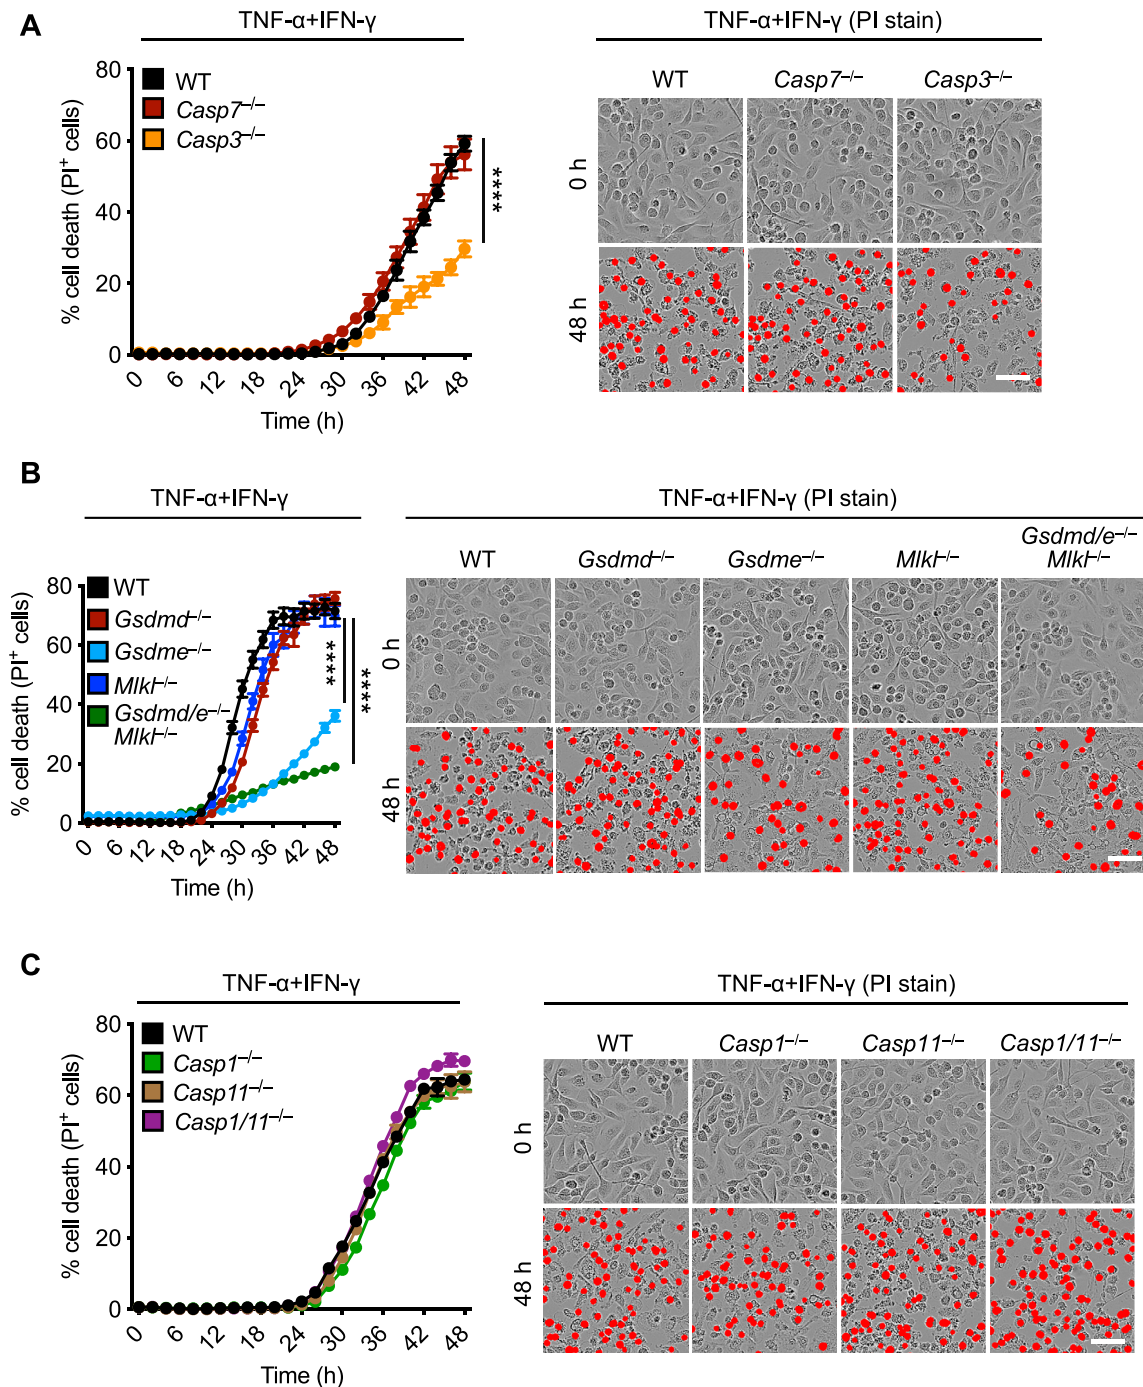 A
TNF-α+IFN-γ
% cell death (PI⁺ cells)
80
60
40
20
0
WT
Casp7⁻/⁻
Casp3⁻/⁻
****
0 6 12 18 24 30 36 42 48
Time (h)
TNF-α+IFN-γ (PI stain)
WT Casp7⁻/⁻ Casp3⁻/⁻
0 h
48 h
B
TNF-α+IFN-γ
% cell death (PI⁺ cells)
80
60
40
20
0
WT
Gsdmd⁻/⁻
Gsdme⁻/⁻
Mlkl⁻/⁻
Gsdmd/e⁻/⁻
Mlkl⁻/⁻
****
****
0 6 12 18 24 30 36 42 48
Time (h)
TNF-α+IFN-γ (PI stain)
WT Gsdmd⁻/⁻ Gsdme⁻/⁻ Mlkl⁻/⁻ Gsdmd/e⁻/⁻
Mlkl⁻/⁻
0 h
48 h
C
TNF-α+IFN-γ
% cell death (PI⁺ cells)
80
60
40
20
0
WT
Casp1⁻/⁻
Casp11⁻/⁻
Casp1/11⁻/⁻
0 6 12 18 24 30 36 42 48
Time (h)
TNF-α+IFN-γ (PI stain)
WT Casp1⁻/⁻ Casp11⁻/⁻ Casp1/11⁻/⁻
0 h
48 h